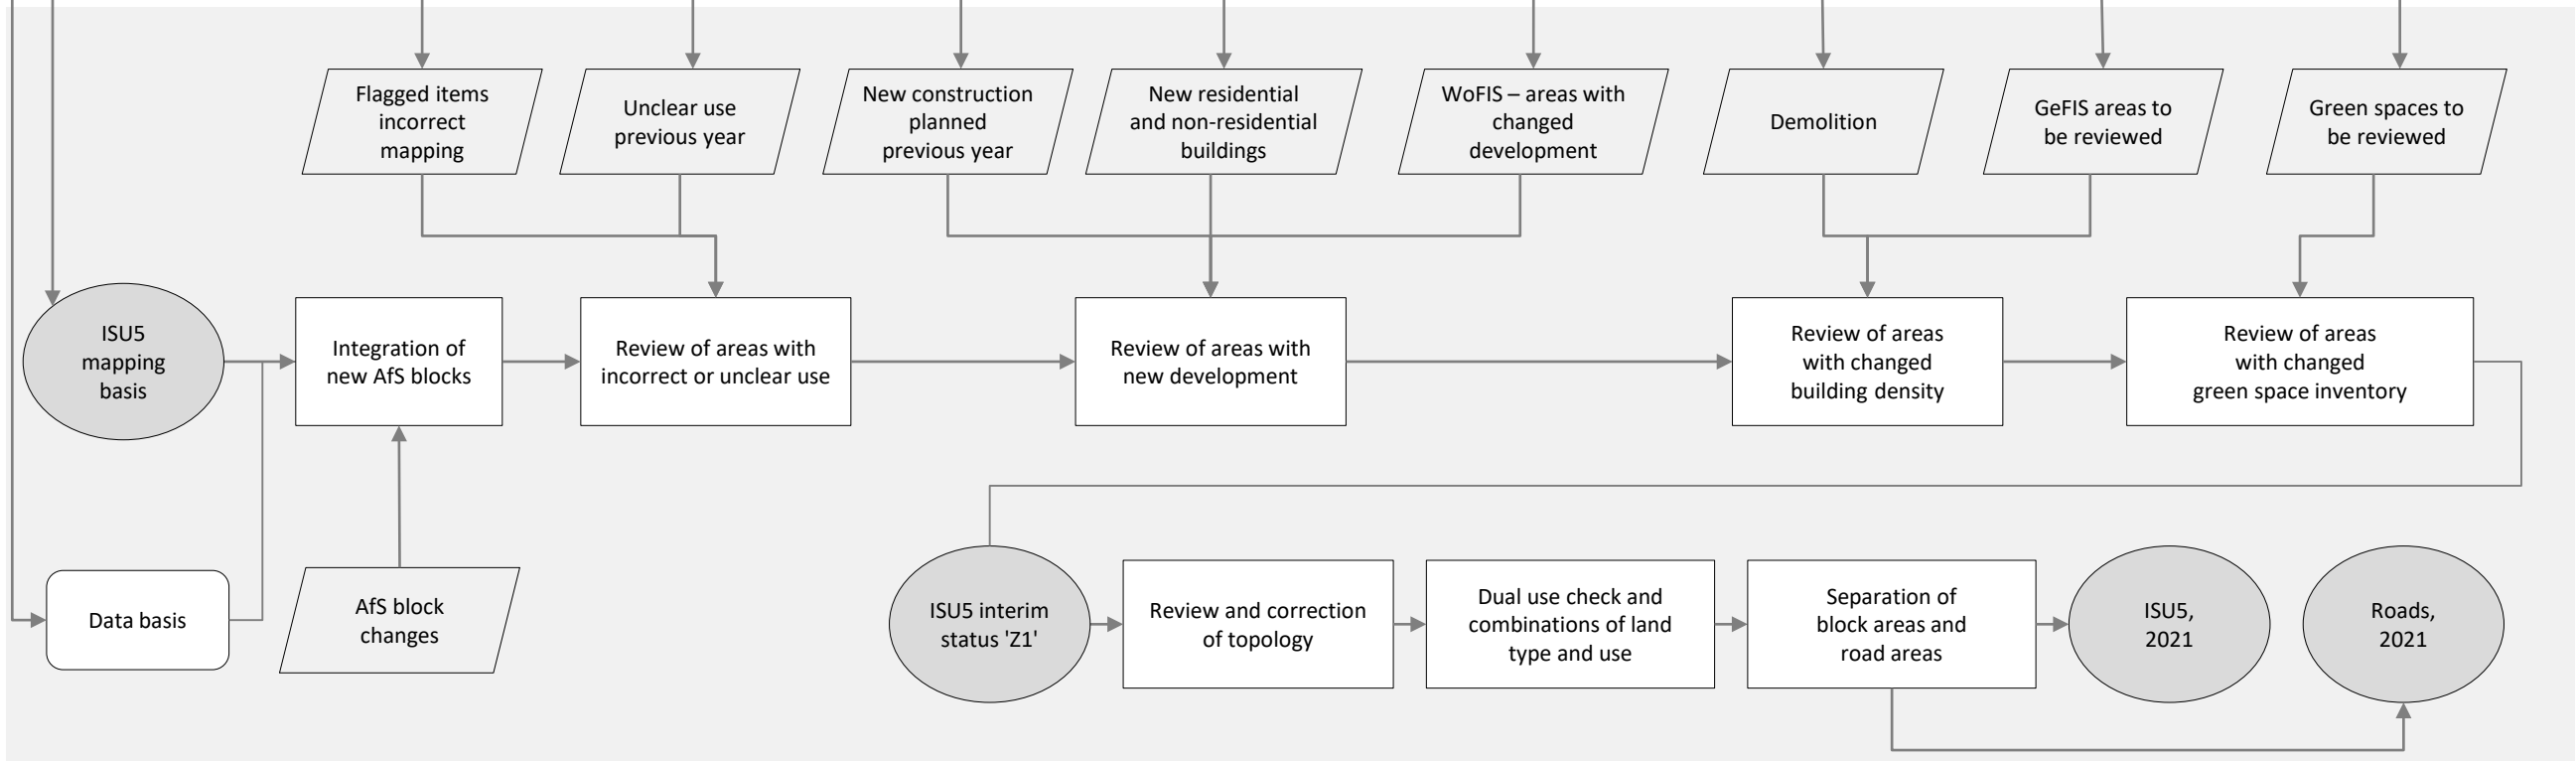 Flagged items
incorrect
mapping
Unclear use
previous year
New construction
planned
previous year
New residential
and non-residential
buildings
WoFIS – areas with
changed
development
Demolition
GeFIS areas to
be reviewed
Green spaces to
be reviewed
ISU5
mapping
basis
Integration of
new AfS blocks
Review of areas with
incorrect or unclear use
Review of areas with
new development
Review of areas
with changed
building density
Review of areas
with changed
green space inventory
Data basis
AfS block
changes
ISU5 interim
status 'Z1'
Review and correction
of topology
Dual use check and
combinations of land
type and use
Separation of
block areas and
road areas
ISU5,
2021
Roads,
2021